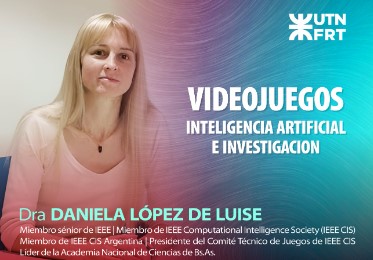 UTN
FRT
VIDEOJUEGOS
INTELIGENCIA ARTIFICIAL
E INVESTIGACION
Dra DANIELA LÓPEZ DE LUISE
Miembro sénior de IEEE | Miembro de IEEE Computational Intelligence Society (IEEE CIS)
Miembro de IEEE CIS Argentina | Presidente del Comité Técnico de Juegos de IEEE CIS
Líder de la Academia Nacional de Ciencias de Bs.As.